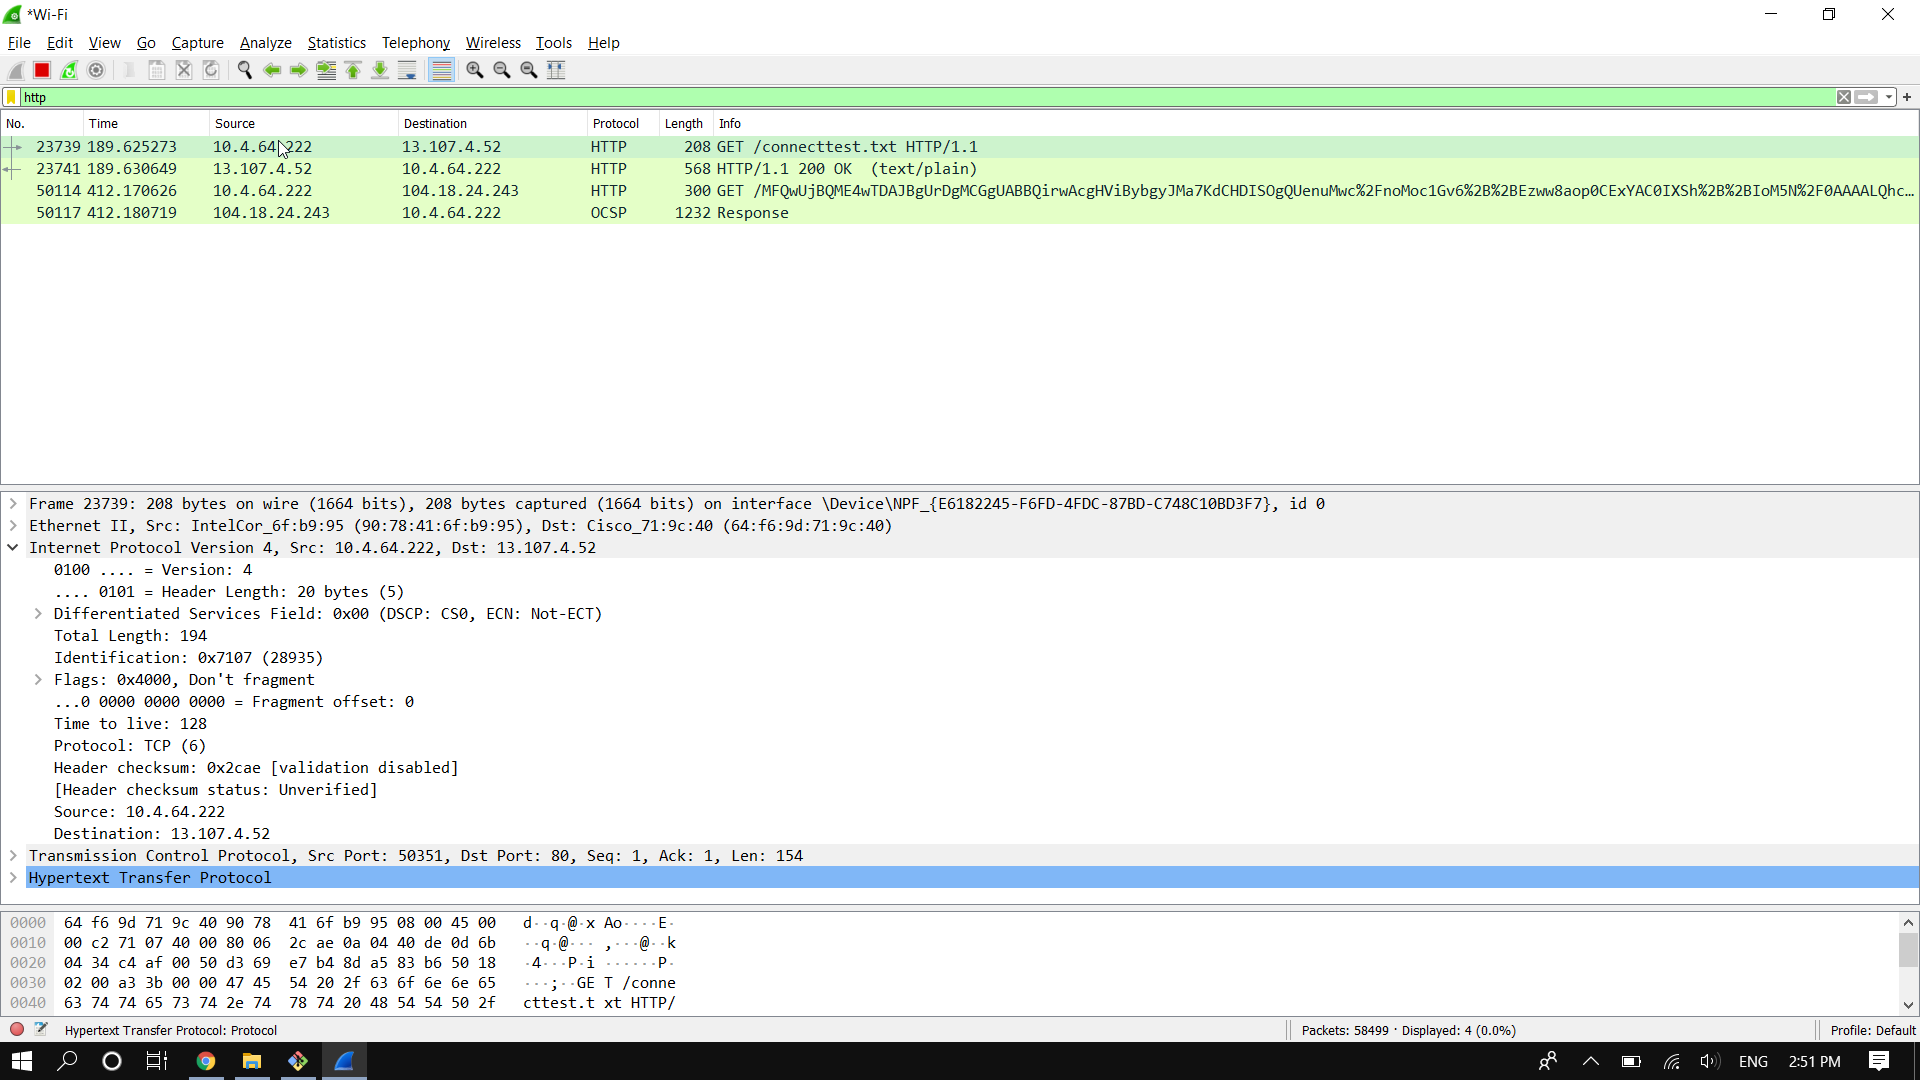 *Wi-Fi
File Edit View Go Capture Analyze Statistics Telephony Wireless Tools Help
http
No. Time Source Destination Protocol Length Info
23739 189.625273 10.4.64.222 13.107.4.52 HTTP 208 GET /connecttest.txt HTTP/1.1
23741 189.630649 13.107.4.52 10.4.64.222 HTTP 568 HTTP/1.1 200 OK (text/plain)
50114 412.170626 10.4.64.222 104.18.24.243 HTTP 300 GET /MFQwUjBQME4wTDAJBgUrDgMCGgUABBQirwAcgHViBybgyJMa7KdCHDISOgQUenuMwc%2FnoMoc1Gv6%2B%2BEzww8aop0CExYAC0IXSh%2B%2BIoM5N%2F0AAAALQhc…
50117 412.180719 104.18.24.243 10.4.64.222 OCSP 1232 Response
Frame 23739: 208 bytes on wire (1664 bits), 208 bytes captured (1664 bits) on interface \Device\NPF_{E6182245-F6FD-4FDC-87BD-C748C10BD3F7}, id 0
Ethernet II, Src: IntelCor_6f:b9:95 (90:78:41:6f:b9:95), Dst: Cisco_71:9c:40 (64:f6:9d:71:9c:40)
Internet Protocol Version 4, Src: 10.4.64.222, Dst: 13.107.4.52
0100 .... = Version: 4
.... 0101 = Header Length: 20 bytes (5)
Differentiated Services Field: 0x00 (DSCP: CS0, ECN: Not-ECT)
Total Length: 194
Identification: 0x7107 (28935)
Flags: 0x4000, Don't fragment
...0 0000 0000 0000 = Fragment offset: 0
Time to live: 128
Protocol: TCP (6)
Header checksum: 0x2cae [validation disabled]
[Header checksum status: Unverified]
Source: 10.4.64.222
Destination: 13.107.4.52
Transmission Control Protocol, Src Port: 50351, Dst Port: 80, Seq: 1, Ack: 1, Len: 154
Hypertext Transfer Protocol
0000 64 f6 9d 71 9c 40 90 78 41 6f b9 95 08 00 45 00 d··q·@·x Ao····E·
0010 00 c2 71 07 40 00 80 06 2c ae 0a 04 40 de 0d 6b ··q·@··· ,···@··k
0020 04 34 c4 af 00 50 d3 69 e7 b4 8d a5 83 b6 50 18 ·4···P·i ······P·
0030 02 00 a3 3b 00 00 47 45 54 20 2f 63 6f 6e 6e 65 ···;··GE T /conne
0040 63 74 74 65 73 74 2e 74 78 74 20 48 54 54 50 2f cttest.t xt HTTP/
Hypertext Transfer Protocol: Protocol Packets: 58499 · Displayed: 4 (0.0%) Profile: Default
ENG 2:51 PM